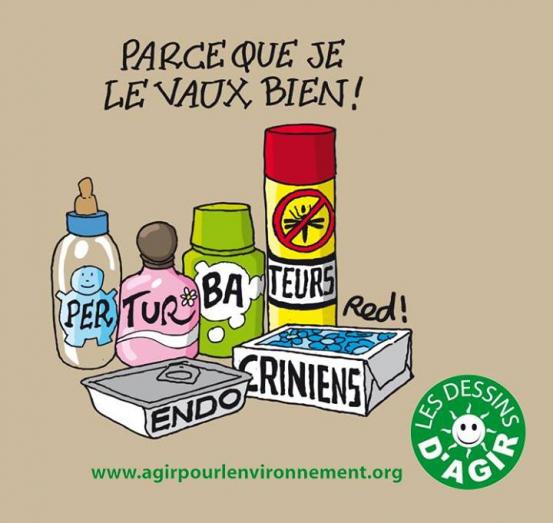 PARCE QUE JE
LE VAUX BIEN!
PER TUR BA TEURS
Red!
ENDO CRINIENS
LES DESSINS
D'AGIR
www.agirpourlenvironnement.org